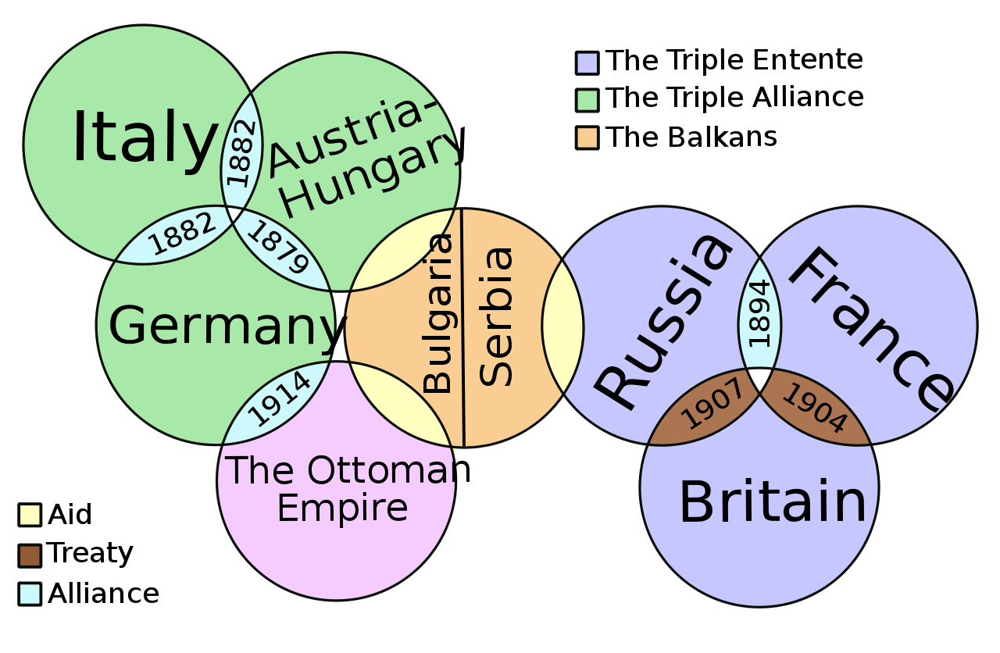 Italy
1882
Austria-
Hungary
1882
1879
Germany
1914
The Ottoman
Empire
Bulgaria
Serbia
Russia
1894
France
1907
1904
Britain
The Triple Entente
The Triple Alliance
The Balkans
Aid
Treaty
Alliance